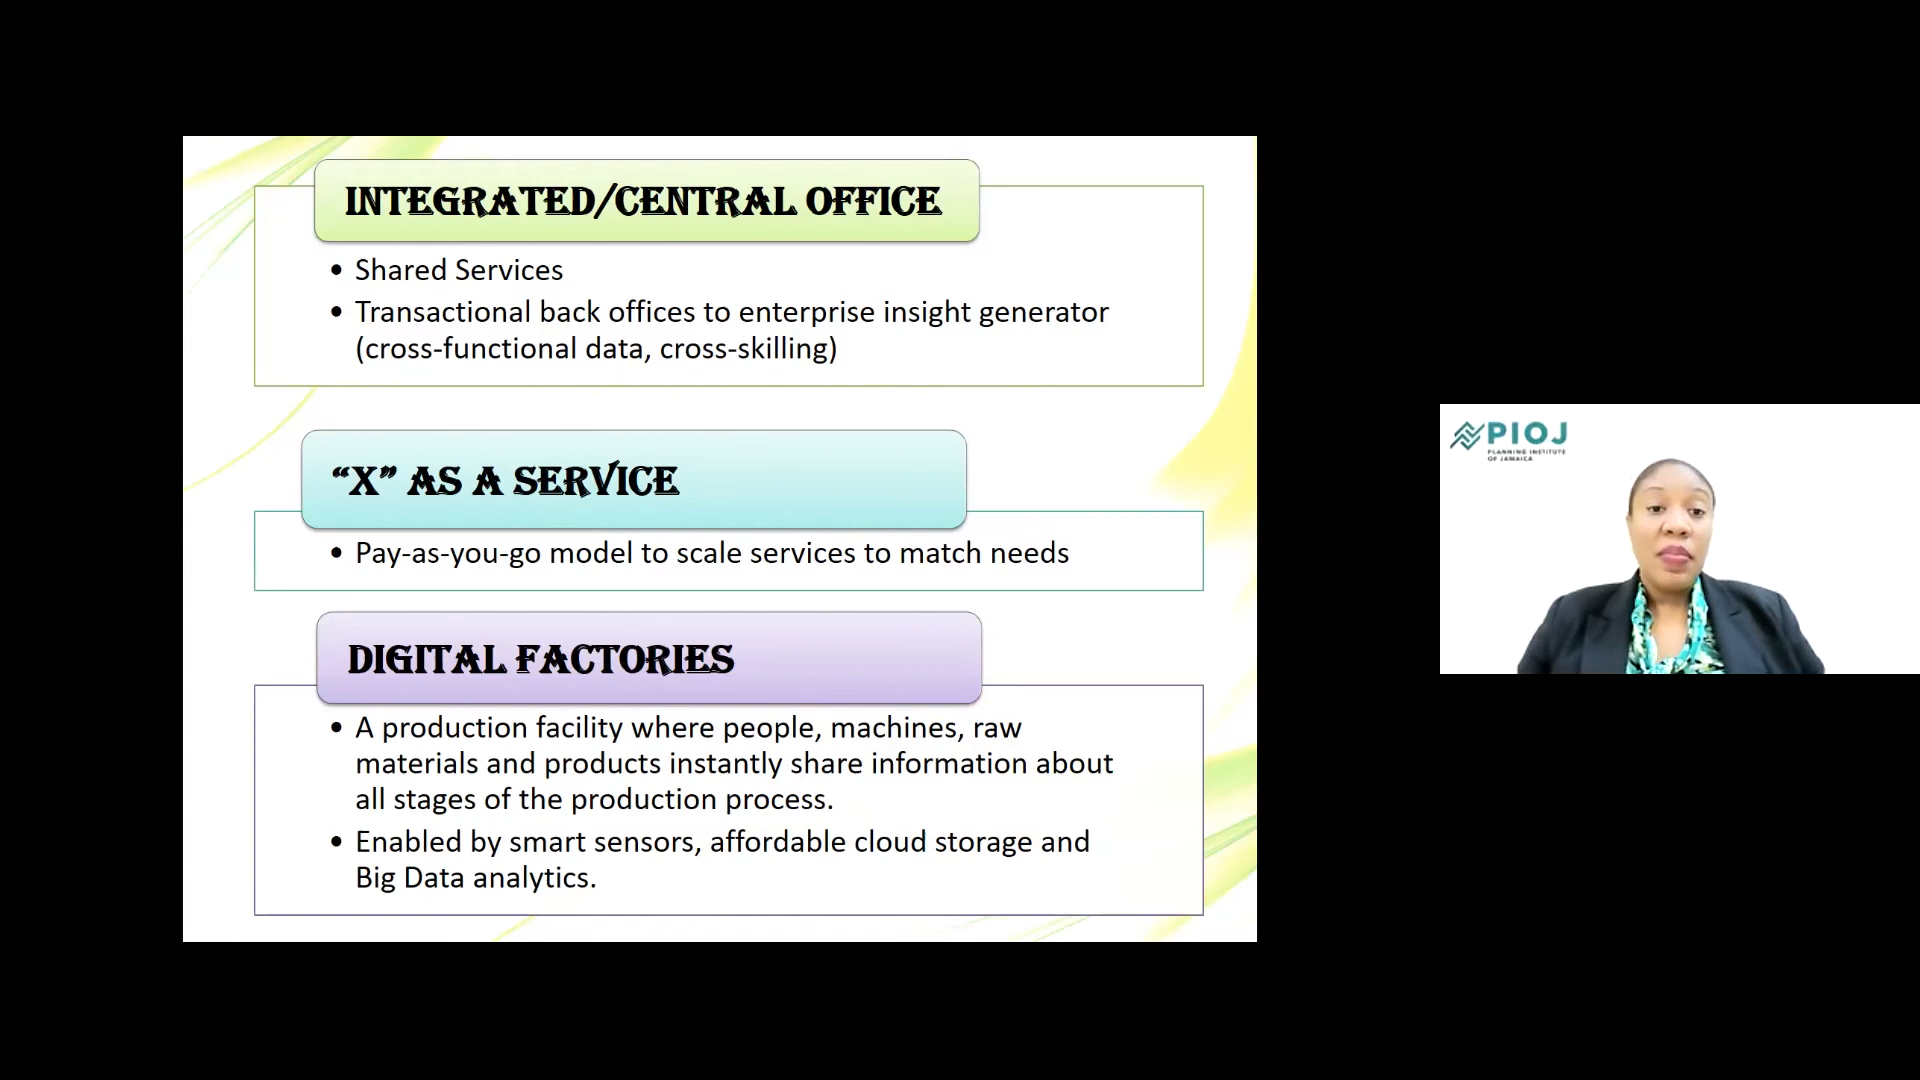 INTEGRATED/CENTRAL OFFICE
• Shared Services
• Transactional back offices to enterprise insight generator
(cross-functional data, cross-skilling)
“X” AS A SERVICE
• Pay-as-you-go model to scale services to match needs
DIGITAL FACTORIES
• A production facility where people, machines, raw
materials and products instantly share information about
all stages of the production process.
• Enabled by smart sensors, affordable cloud storage and
Big Data analytics.
PIOJ
PLANNING INSTITUTE
OF JAMAICA